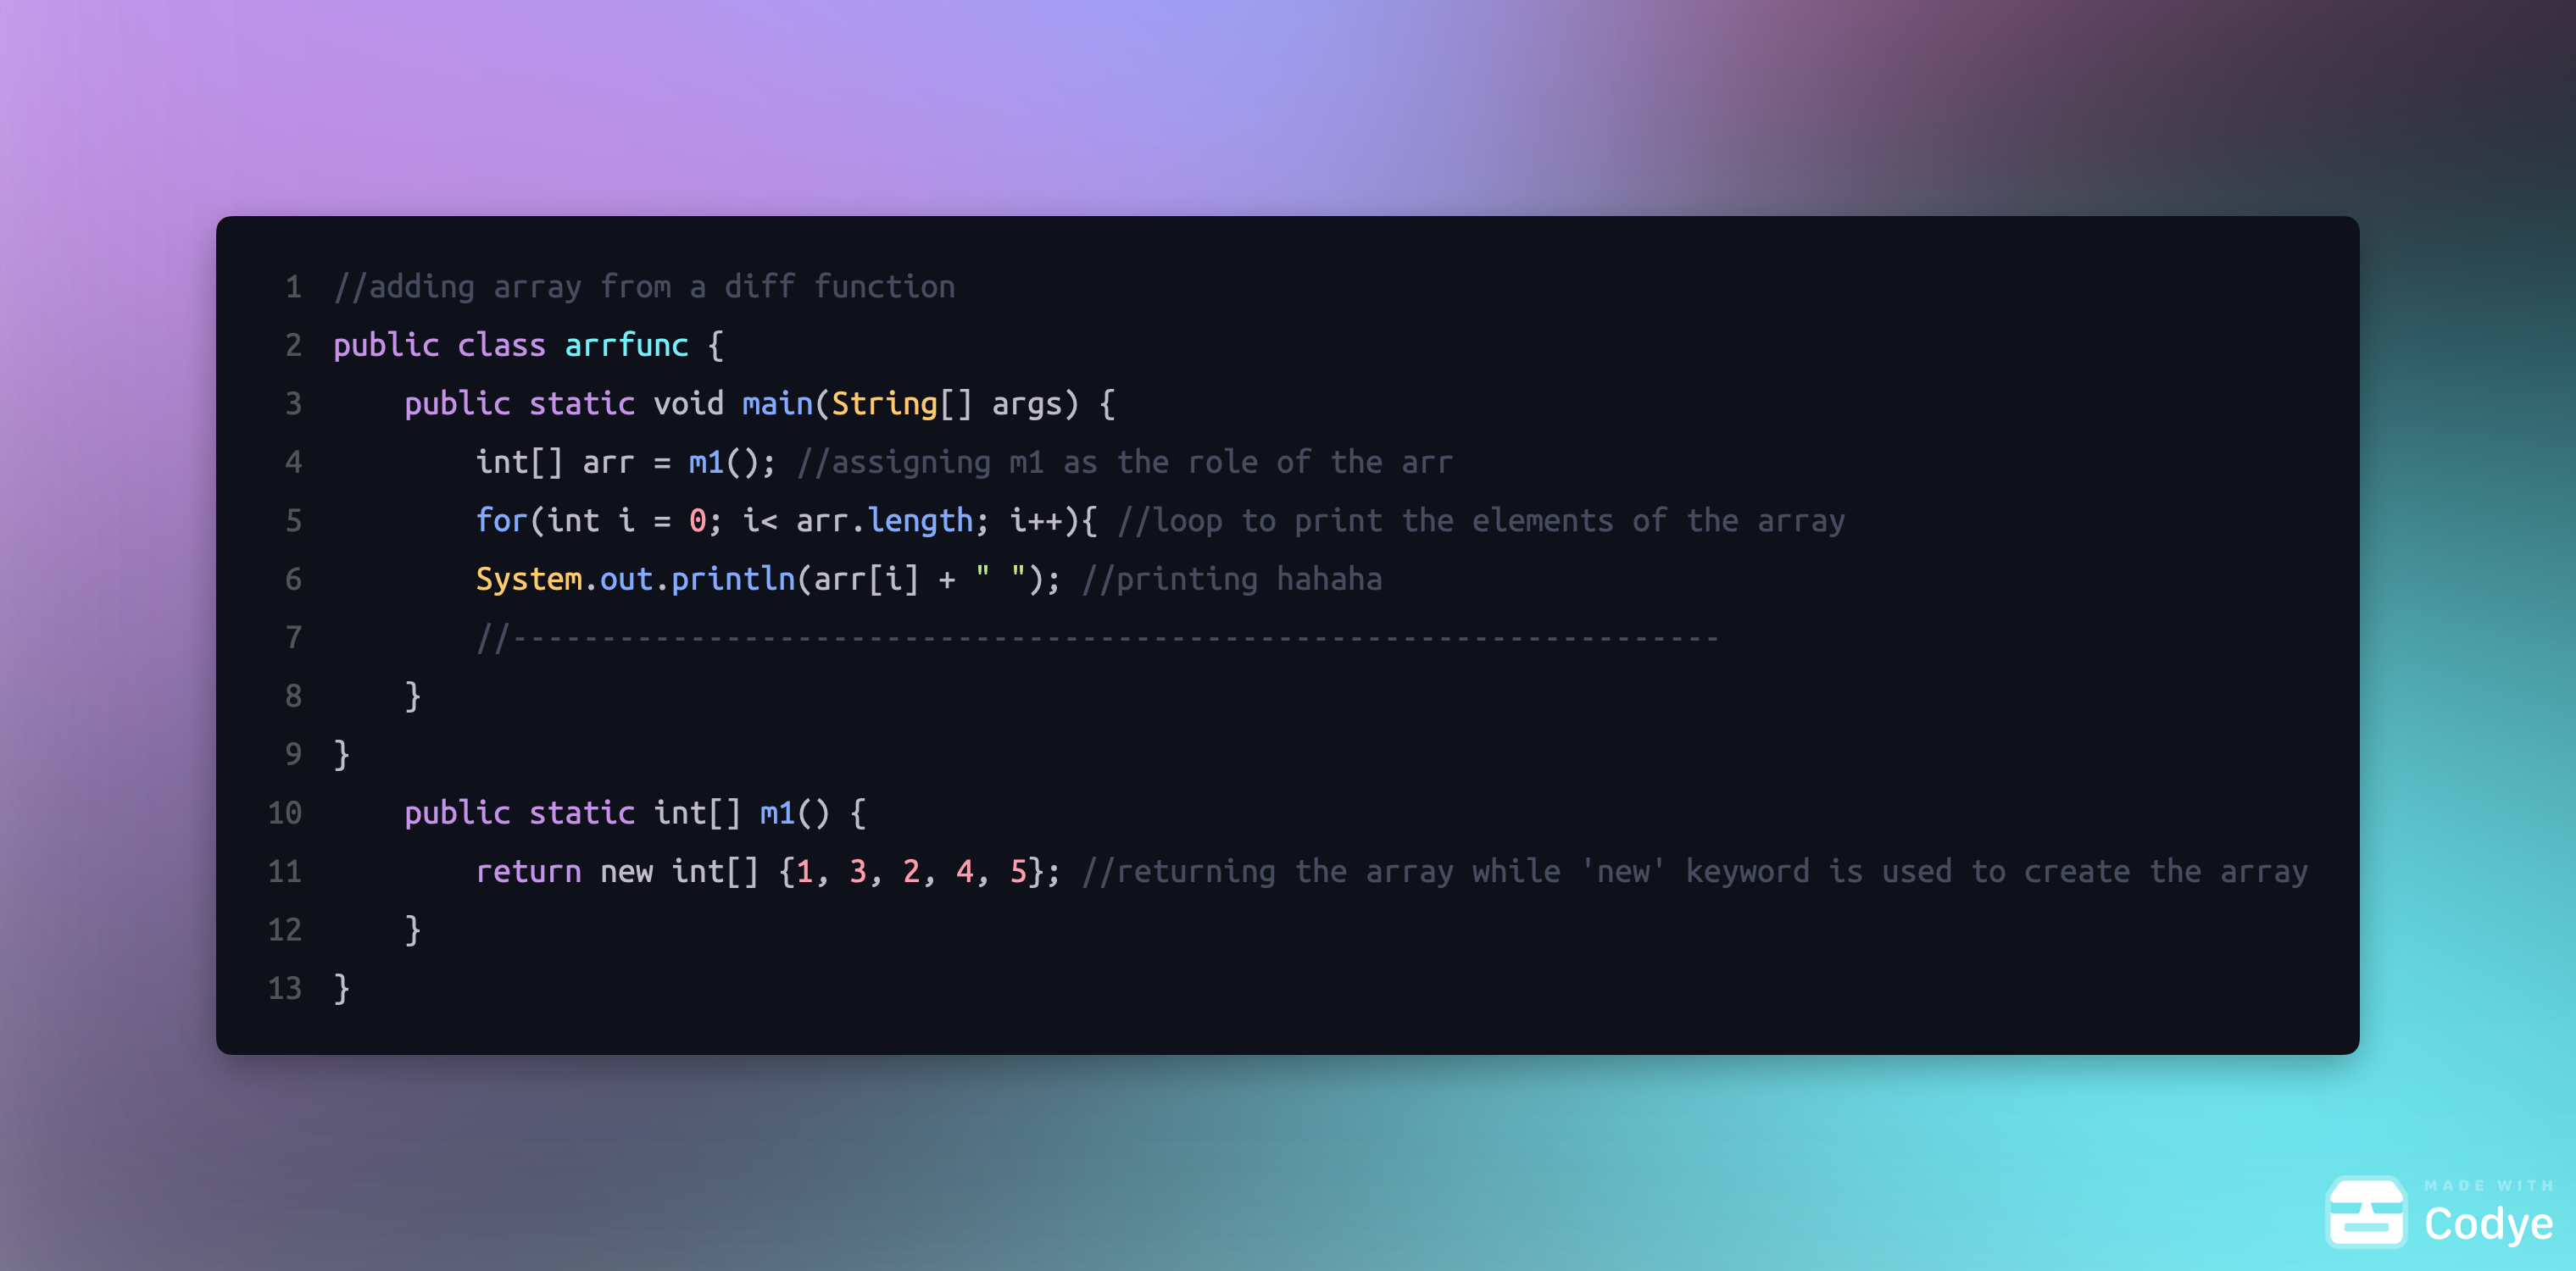 1 //adding array from a diff function
2 public class arrfunc {
3     public static void main(String[] args) {
4         int[] arr = m1(); //assigning m1 as the role of the arr
5         for(int i = 0; i< arr.length; i++){ //loop to print the elements of the array
6         System.out.println(arr[i] + " "); //printing hahaha
7         //--------------------------------------------------------------------
8     }
9 }
10     public static int[] m1() {
11         return new int[] {1, 3, 2, 4, 5}; //returning the array while 'new' keyword is used to create the array
12     }
13 }
MADE WITH
Codye